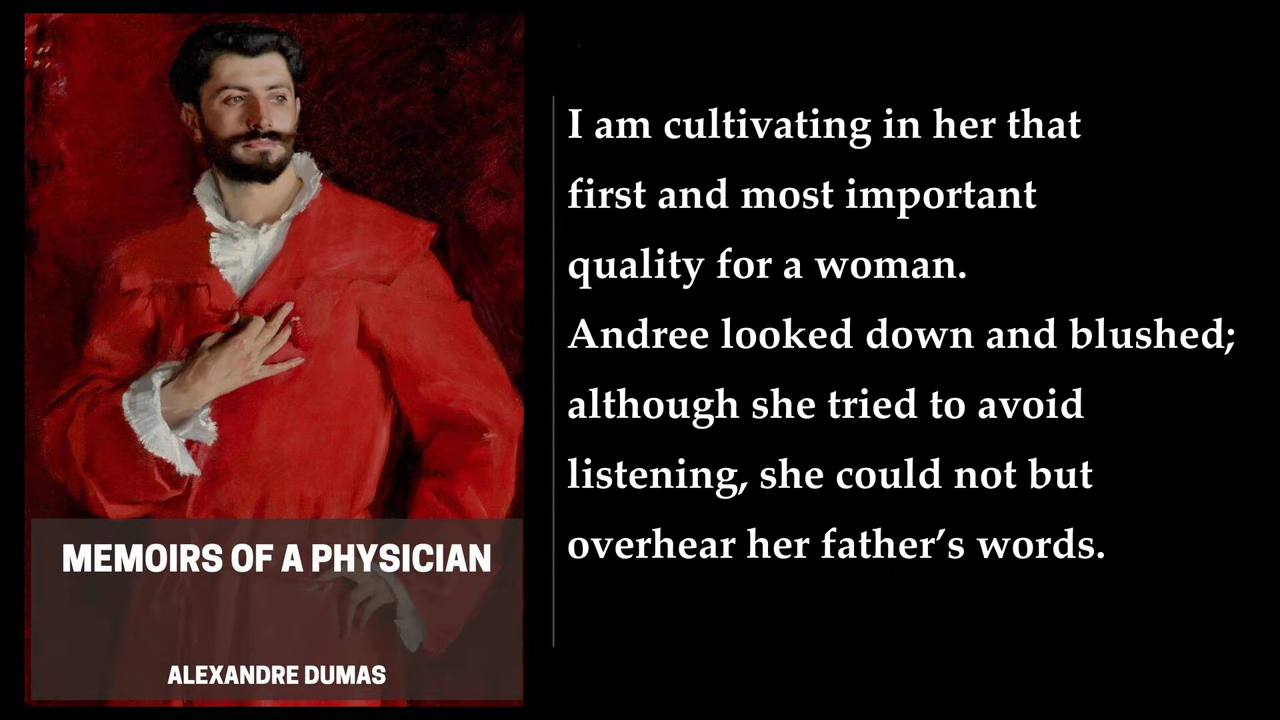 MEMOIRS OF A PHYSICIAN
ALEXANDRE DUMAS
I am cultivating in her that
first and most important
quality for a woman.
Andree looked down and blushed;
although she tried to avoid
listening, she could not but
overhear her father’s words.